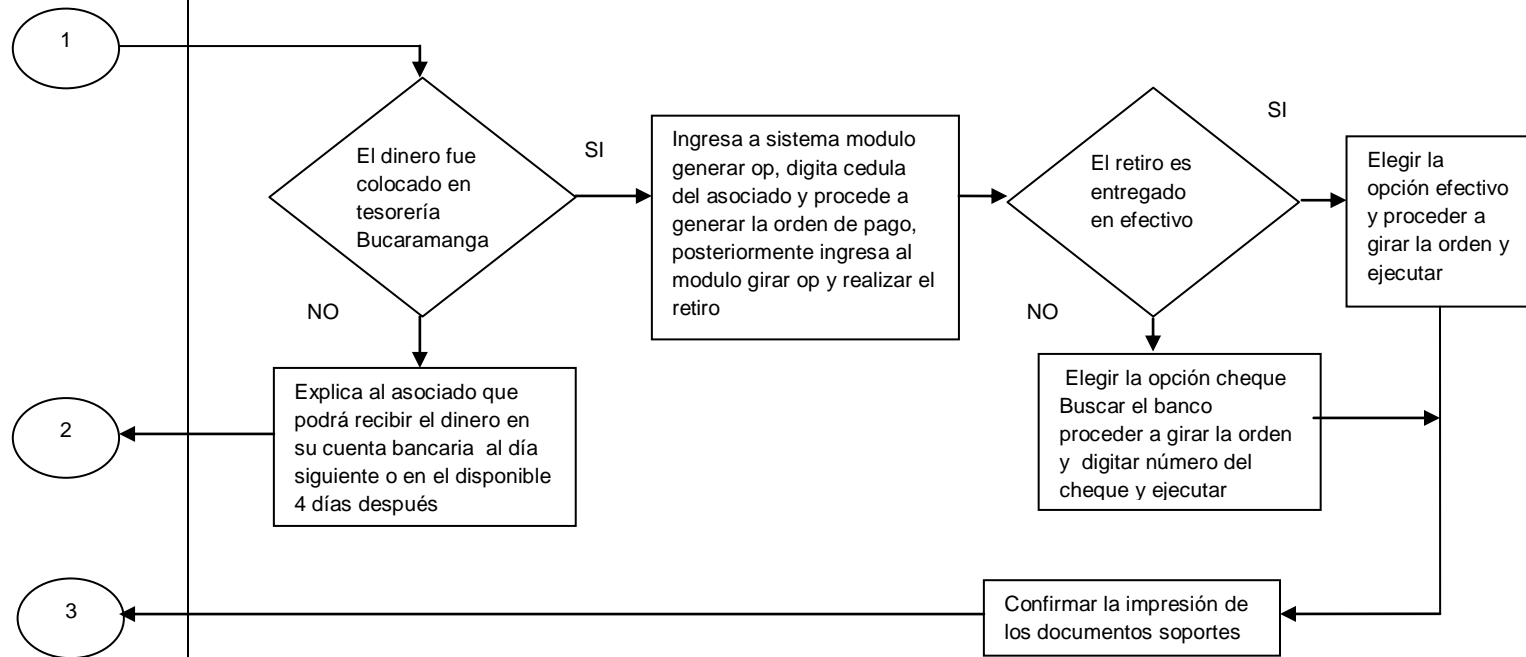 1
El dinero fue
colocado en
tesorería
Bucaramanga
SI
Ingresa a sistema modulo
generar op, digita cedula
del asociado y procede a
generar la orden de pago,
posteriormente ingresa al
modulo girar op y realizar el
retiro
El retiro es
entregado
en efectivo
SI
Elegir la
opción efectivo
y proceder a
girar la orden y
ejecutar
NO
Explica al asociado que
podrá recibir el dinero en
su cuenta bancaria al día
siguiente o en el disponible
4 días después
2
NO
Elegir la opción cheque
Buscar el banco
proceder a girar la orden
y digitar número del
cheque y ejecutar
Confirmar la impresión de
los documentos soportes
3